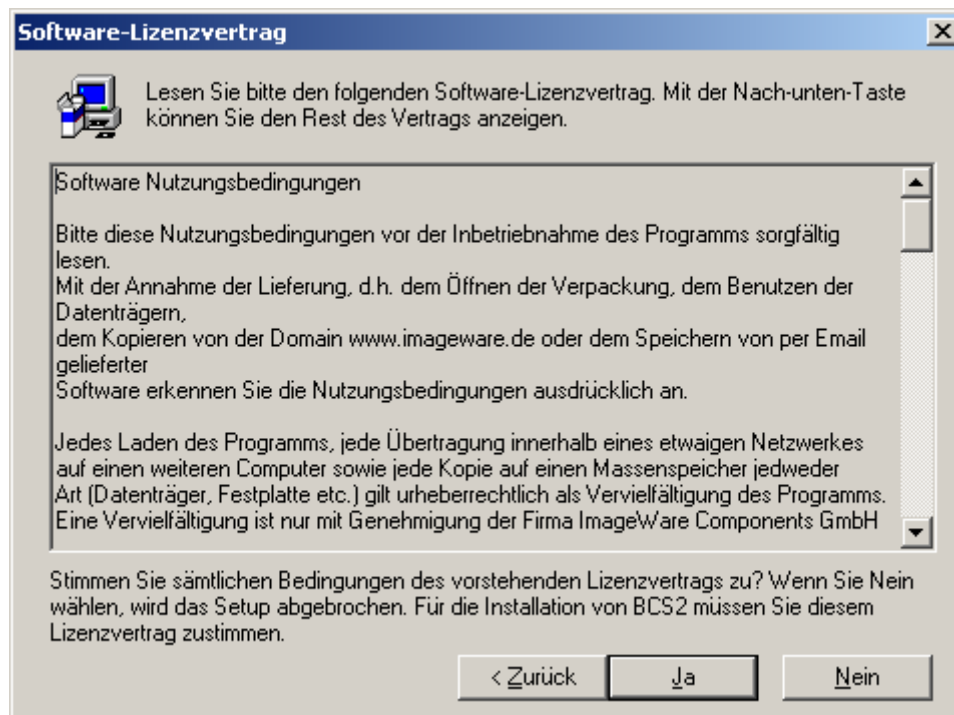 Software-Lizenzvertrag
Lesen Sie bitte den folgenden Software-Lizenzvertrag. Mit der Nach-unten-Taste
können Sie den Rest des Vertrags anzeigen.
Software Nutzungsbedingungen
Bitte diese Nutzungsbedingungen vor der Inbetriebnahme des Programms sorgfältig
lesen.
Mit der Annahme der Lieferung, d.h. dem Öffnen der Verpackung, dem Benutzen der
Datenträgern,
dem Kopieren von der Domain www.imageware.de oder dem Speichern von per Email
gelieferter
Software erkennen Sie die Nutzungsbedingungen ausdrücklich an.
Jedes Laden des Programms, jede Übertragung innerhalb eines etwaigen Netzwerkes
auf einen weiteren Computer sowie jede Kopie auf einen Massenspeicher jedweder
Art (Datenträger, Festplatte etc.) gilt urheberrechtlich als Vervielfältigung des Programms.
Eine Vervielfältigung ist nur mit Genehmigung der Firma ImageWare Components GmbH
Stimmen Sie sämtlichen Bedingungen des vorstehenden Lizenzvertrags zu? Wenn Sie Nein
wählen, wird das Setup abgebrochen. Für die Installation von BCS2 müssen Sie diesem
Lizenzvertrag zustimmen.
< Zurück Ja Nein